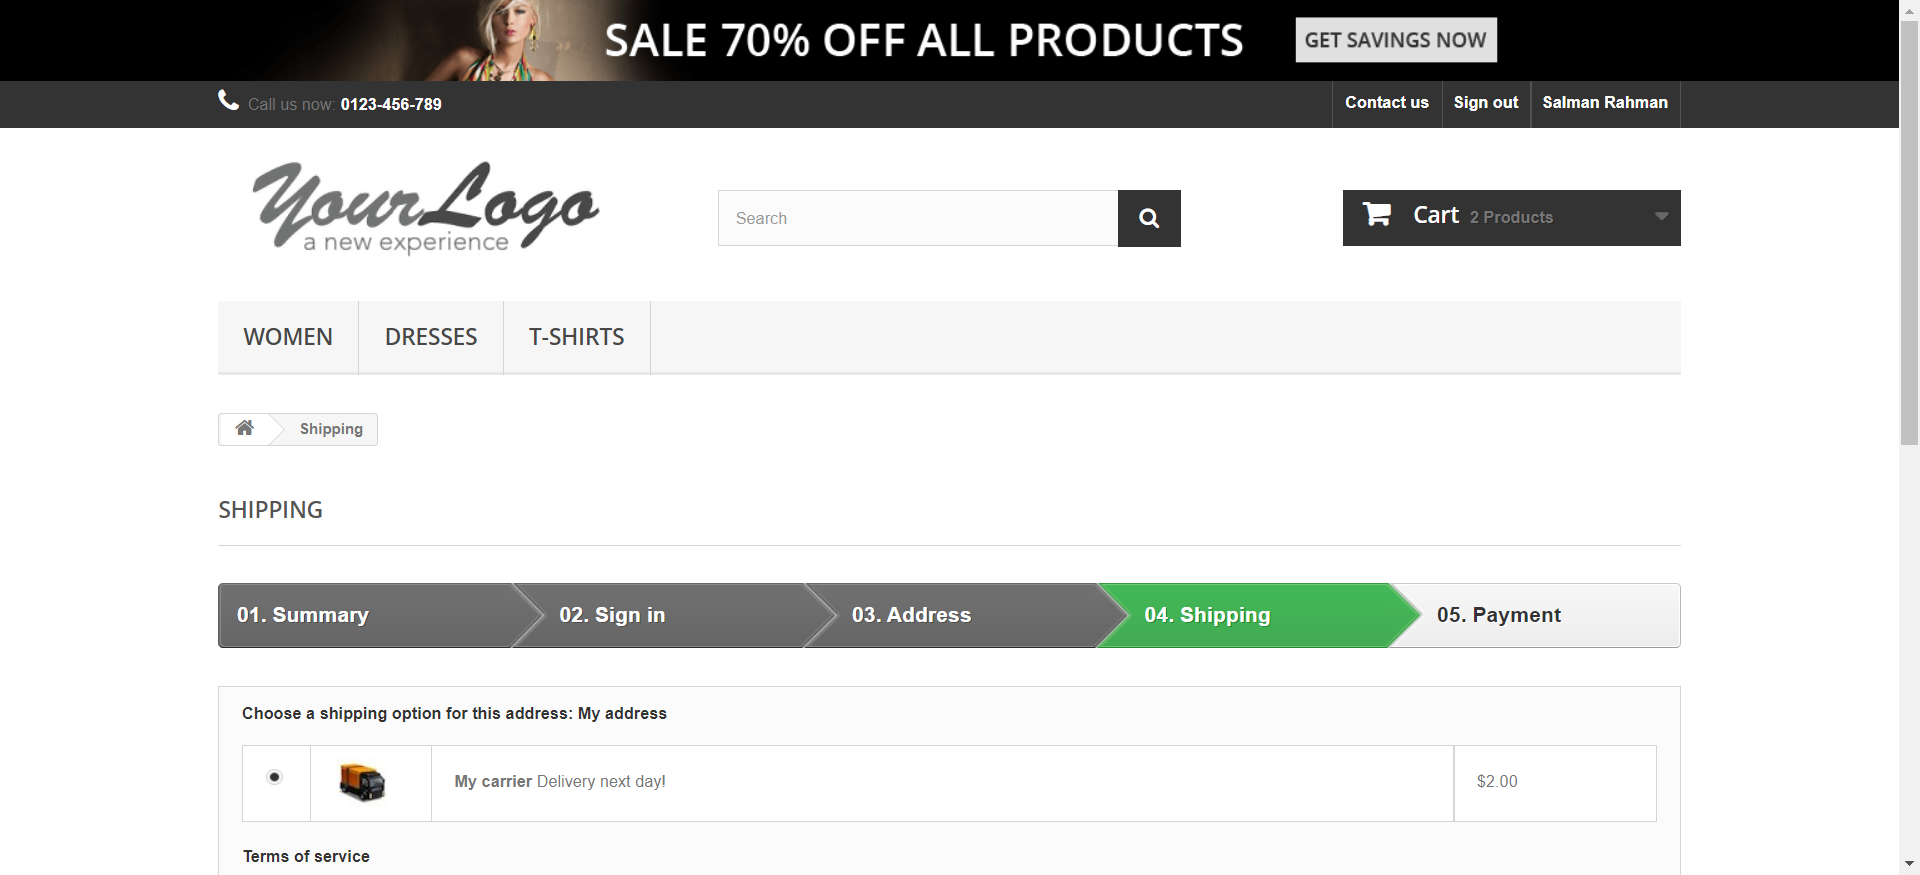 SALE 70% OFF ALL PRODUCTS GET SAVINGS NOW
Call us now: 0123-456-789 Contact us Sign out Salman Rahman
Your Logo
a new experience
Search
Cart 2 Products
WOMEN DRESSES T-SHIRTS
Shipping
SHIPPING
01. Summary 02. Sign in 03. Address 04. Shipping 05. Payment
Choose a shipping option for this address: My address
My carrier Delivery next day! $2.00
Terms of service